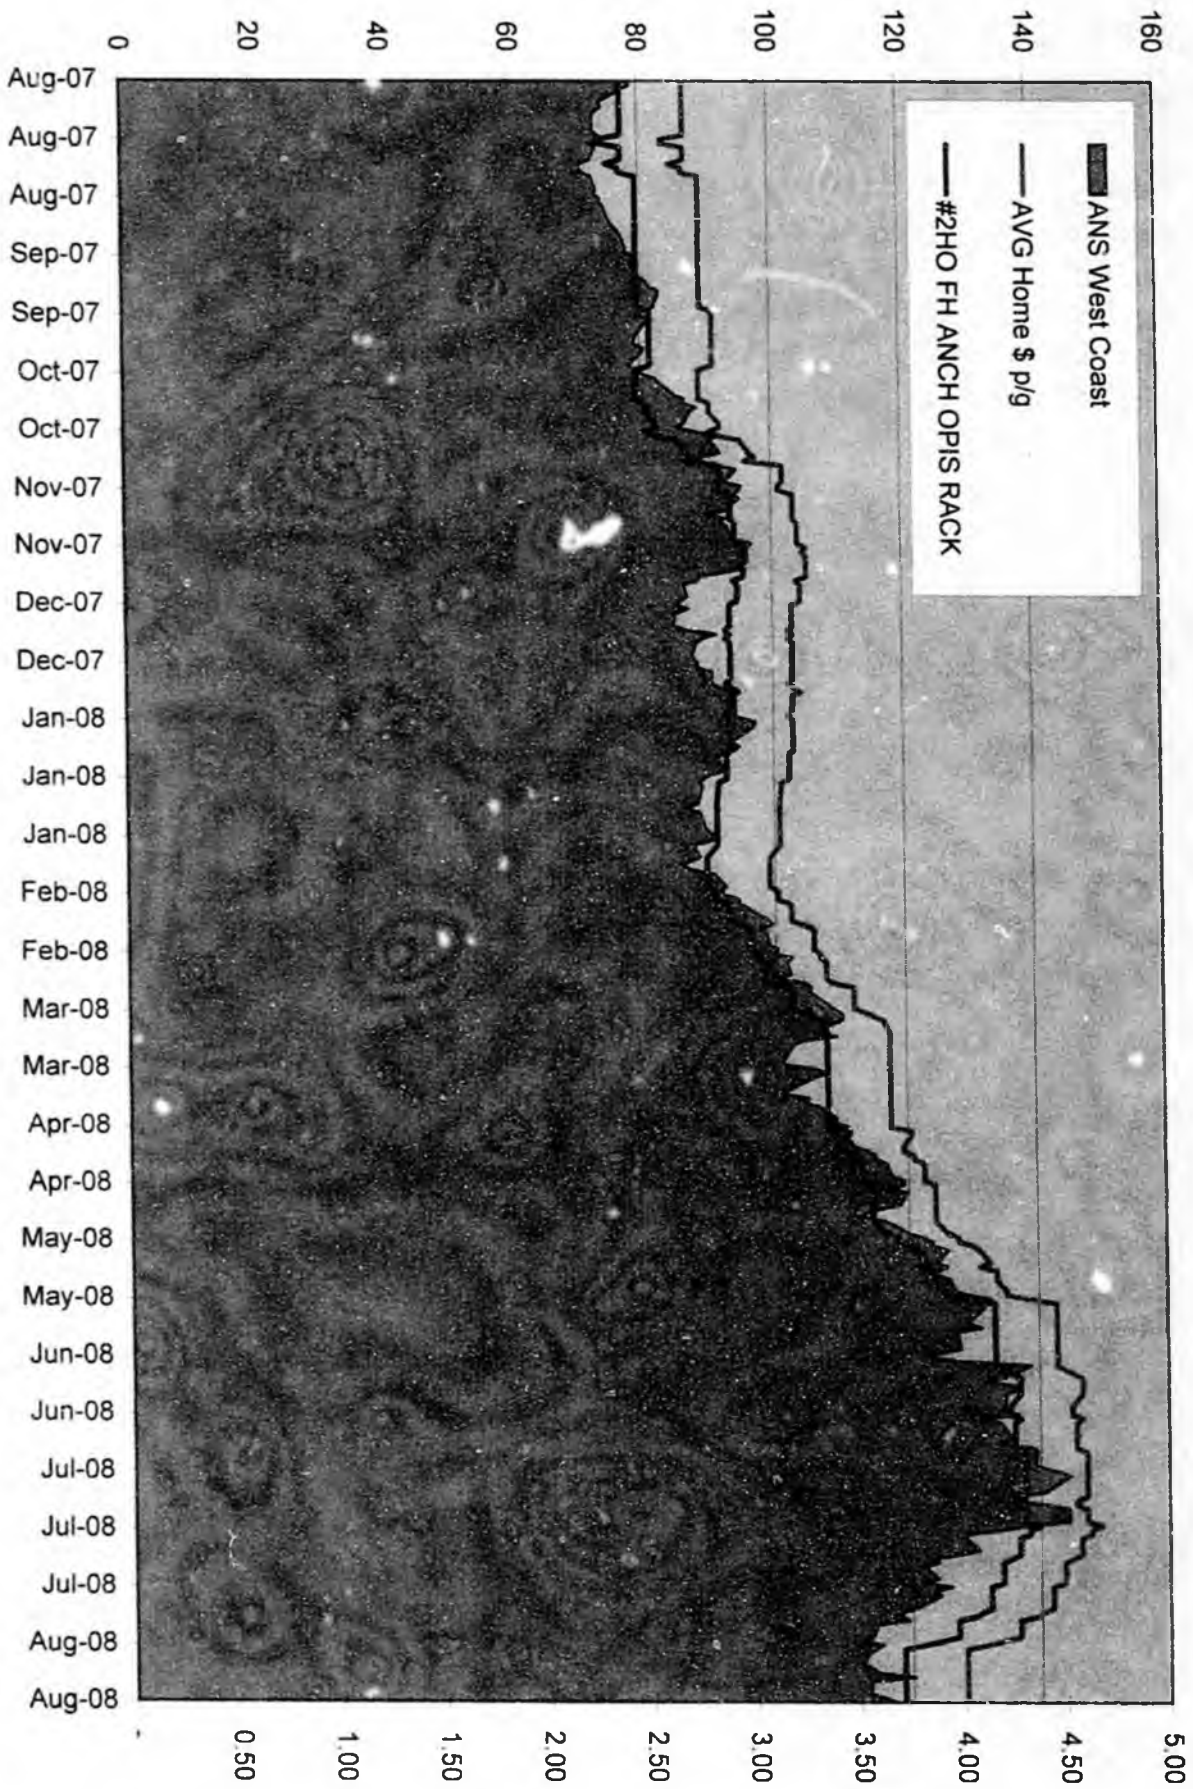 160
140
120
100
80
60
40
20
0
ANS West Coast
AVG Home $ p/g
#2HO FH ANCH OPIS RACK
5.00
4.50
4.00
3.50
3.00
2.50
2.00
1.50
1.00
0.50
-
Aug-07
Aug-07
Aug-07
Sep-07
Sep-07
Oct-07
Oct-07
Nov-07
Nov-07
Dec-07
Dec-07
Jan-08
Jan-08
Jan-08
Feb-08
Feb-08
Mar-08
Mar-08
Apr-08
Apr-08
May-08
May-08
Jun-08
Jun-08
Jul-08
Jul-08
Jul-08
Aug-08
Aug-08